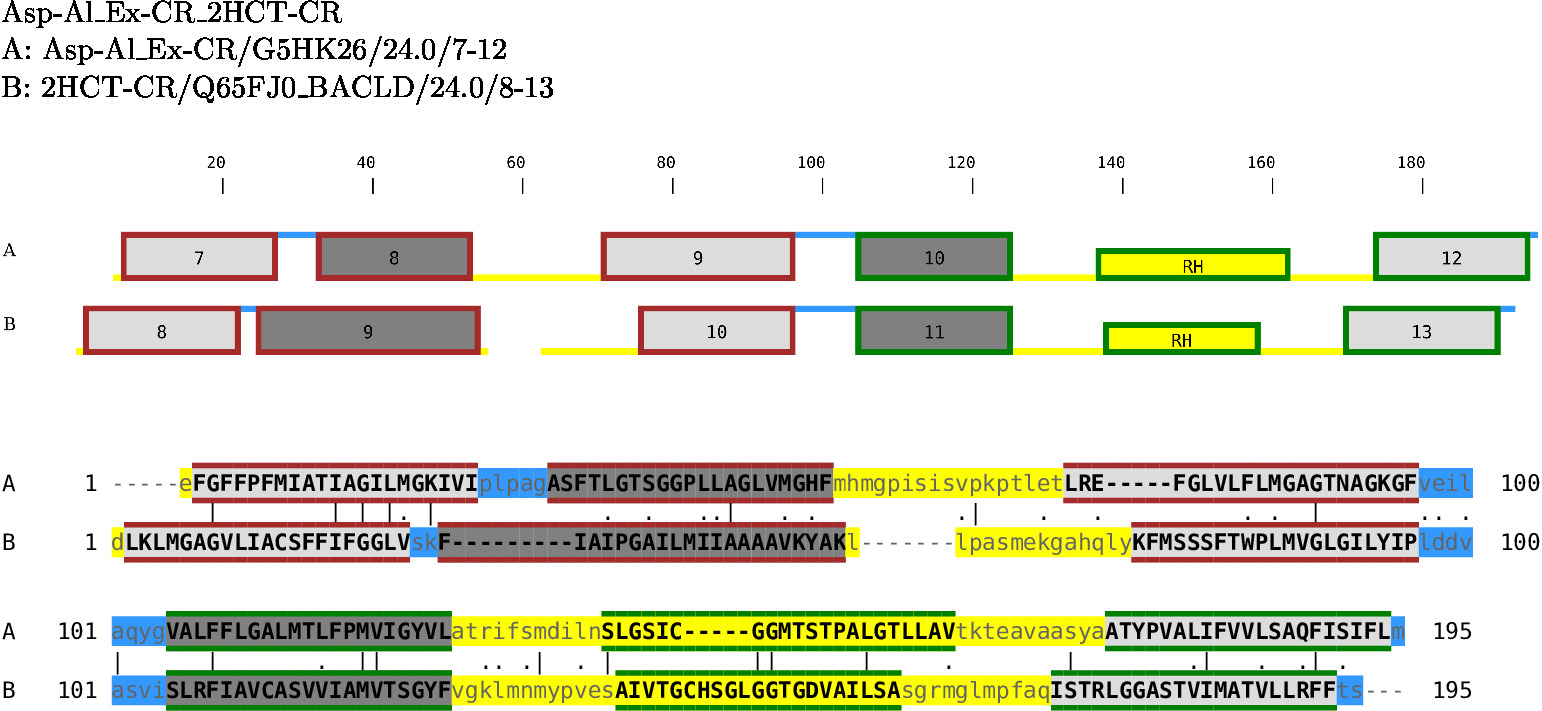 Asp-Al_Ex-CR_2HCT-CR
A: Asp-Al_Ex-CR/G5HK26/24.0/7-12
B: 2HCT-CR/Q65FJ0_BACLD/24.0/8-13
20 40 60 80 100 120 140 160 180
A 7 8 9 10 RH 12
B 8 9 10 11 RH 13
A 1 -----eFGFFPFMIATIAGILMGKIVIplpagASFTLGTSGGPLLAGLVMGHFmhmgpisisvpkptletLRE-----FGLVLFLMGAGTNAGKGFveil 100
B 1 dLKLMGAGVLIACSFFIFGGLVskF---------IAIPGAILMIIAAAAVKYAKl-------lpasmekgahqlyKFMSSSFTWPLMVGLGILYIPlddv 100
A 101 aqygVALFFLGALMTLFPMVIGYVLatrifsmdilnSLGSIC-----GGMTSTPALGTLLAVtkteavaasyaATYPVALIFVVLSAQFISIFLm 195
B 101 asviSLRFIAVCASVVIAMVTSGYFvgklmnmypvesAIVTGCHSGLGGTGDVAILSAsgrmglmpfaqISTRLGGASTVIMATVLLRFFts--- 195